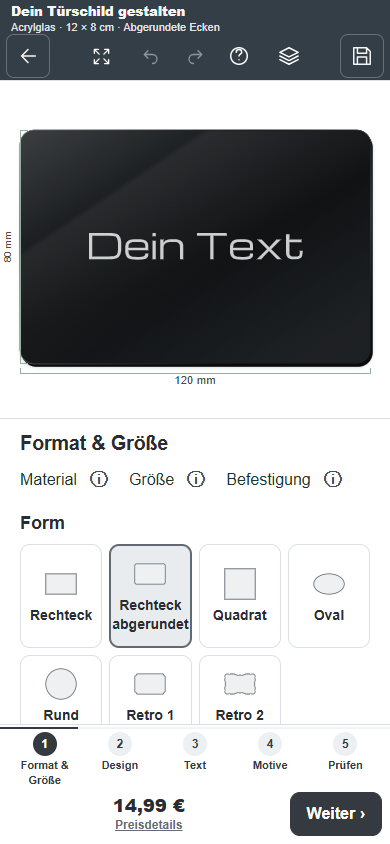 Dein Türschild gestalten
Acrylglas · 12 × 8 cm · Abgerundete Ecken
Dein Text
80 mm
120 mm
Format & Größe
Material
Größe
Befestigung
Form
Rechteck
Rechteck
abgerundet
Quadrat
Oval
Rund
Retro 1
Retro 2
1
Format &
Größe
2
Design
3
Text
4
Motive
5
Prüfen
14,99 €
Preisdetails
Weiter ›